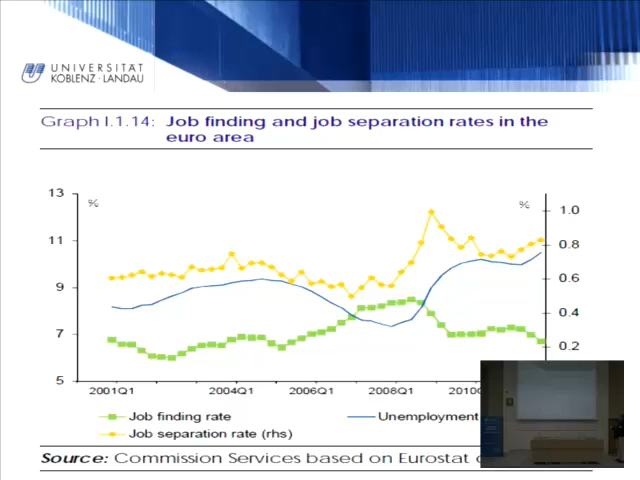 UNIVERSITÄT
KOBLENZ · LANDAU
Graph I.1.14: Job finding and job separation rates in the
euro area
13
%
%
1.0
11
0.8
9
0.6
0.4
7
0.2
5
2001Q1 2004Q1 2006Q1 2008Q1
Job finding rate
Unemployment
Job separation rate (rhs)
Source: Commission Services based on Eurostat